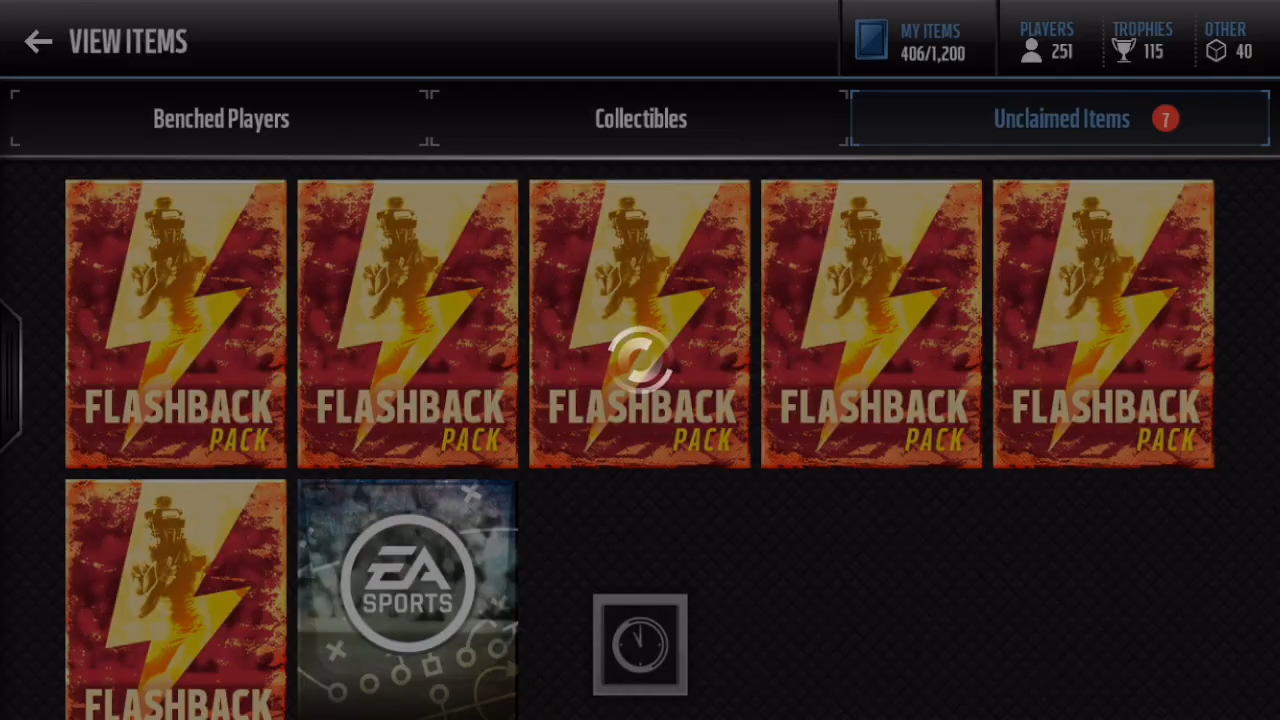 VIEW ITEMS
MY ITEMS
406/1,200
PLAYERS
251
TROPHIES
115
OTHER
40
Benched Players
Collectibles
Unclaimed Items 7
FLASHBACK
PACK
FLASHBACK
PACK
FLASHBACK
PACK
FLASHBACK
PACK
FLASHBACK
PACK
FLASHBACK
EA
SPORTS